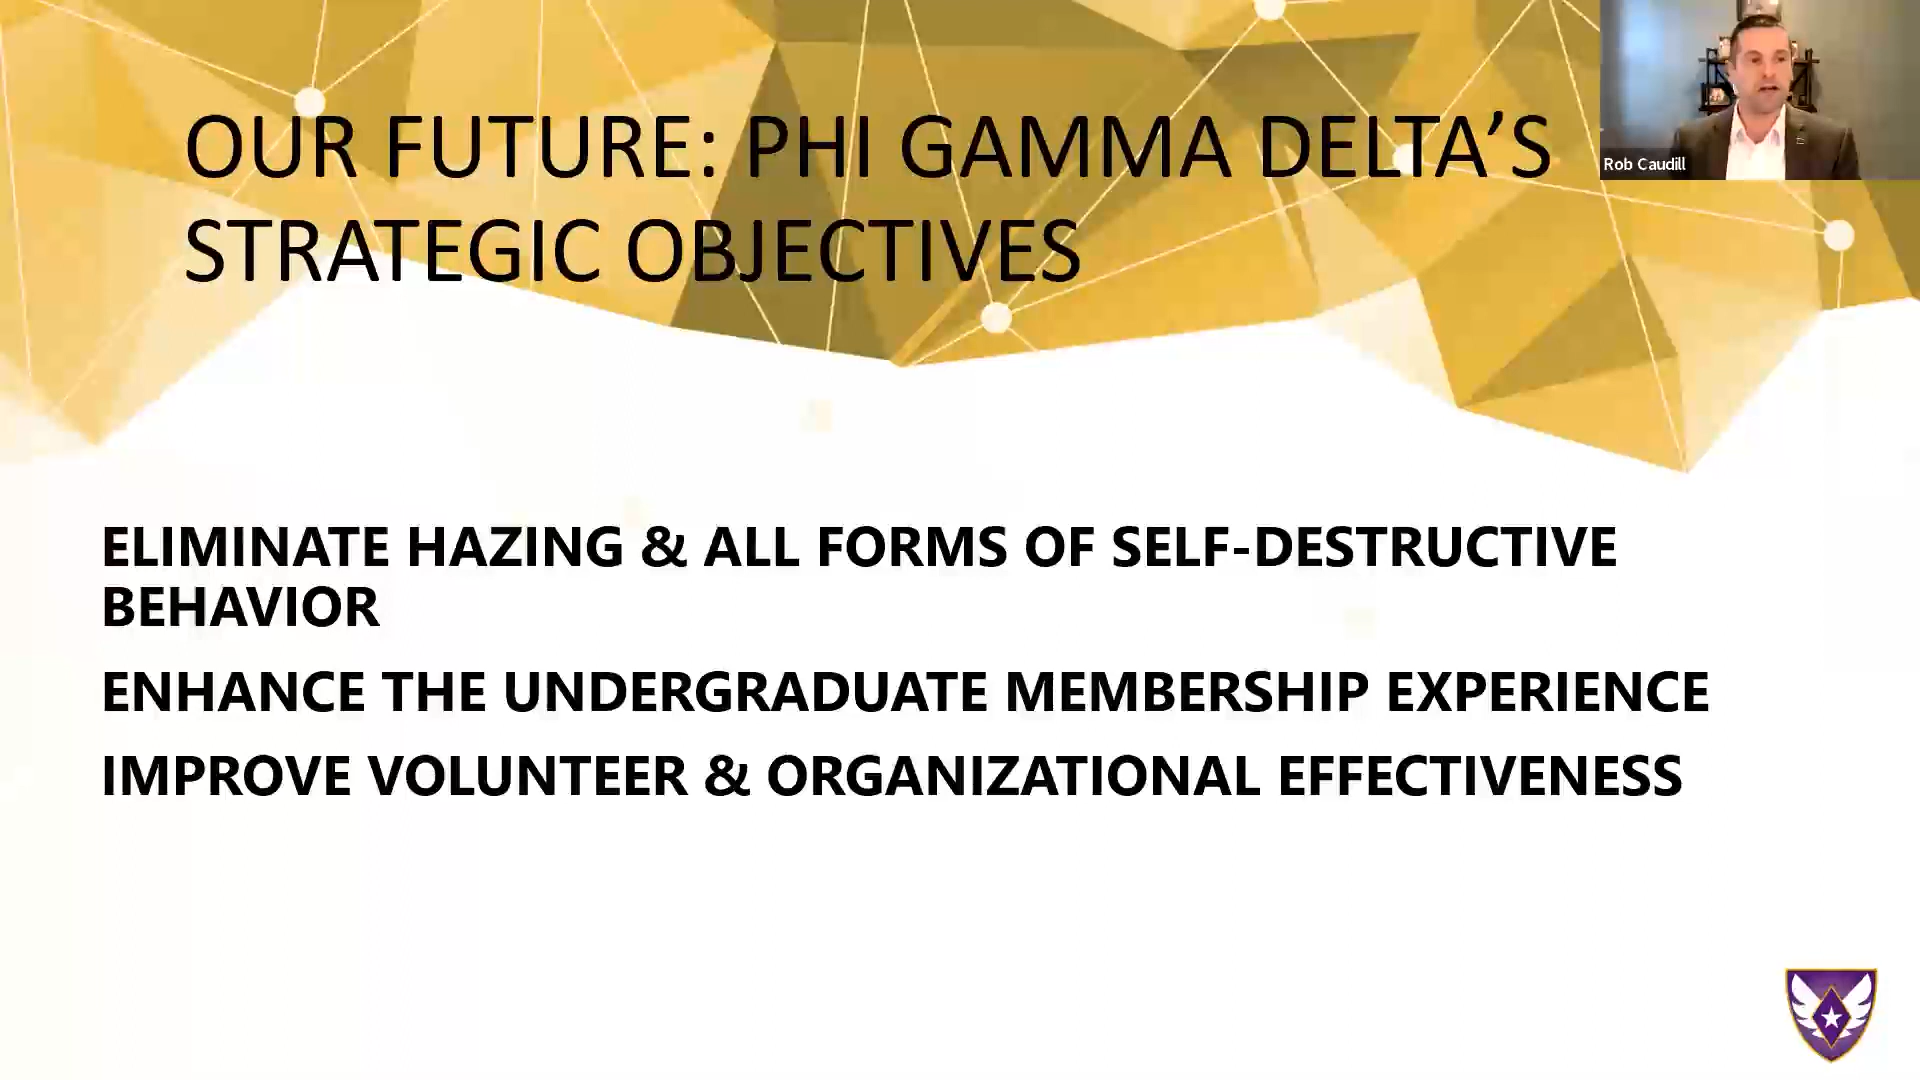 OUR FUTURE: PHI GAMMA DELTA’S
STRATEGIC OBJECTIVES
Rob Caudill
ELIMINATE HAZING & ALL FORMS OF SELF-DESTRUCTIVE
BEHAVIOR
ENHANCE THE UNDERGRADUATE MEMBERSHIP EXPERIENCE
IMPROVE VOLUNTEER & ORGANIZATIONAL EFFECTIVENESS